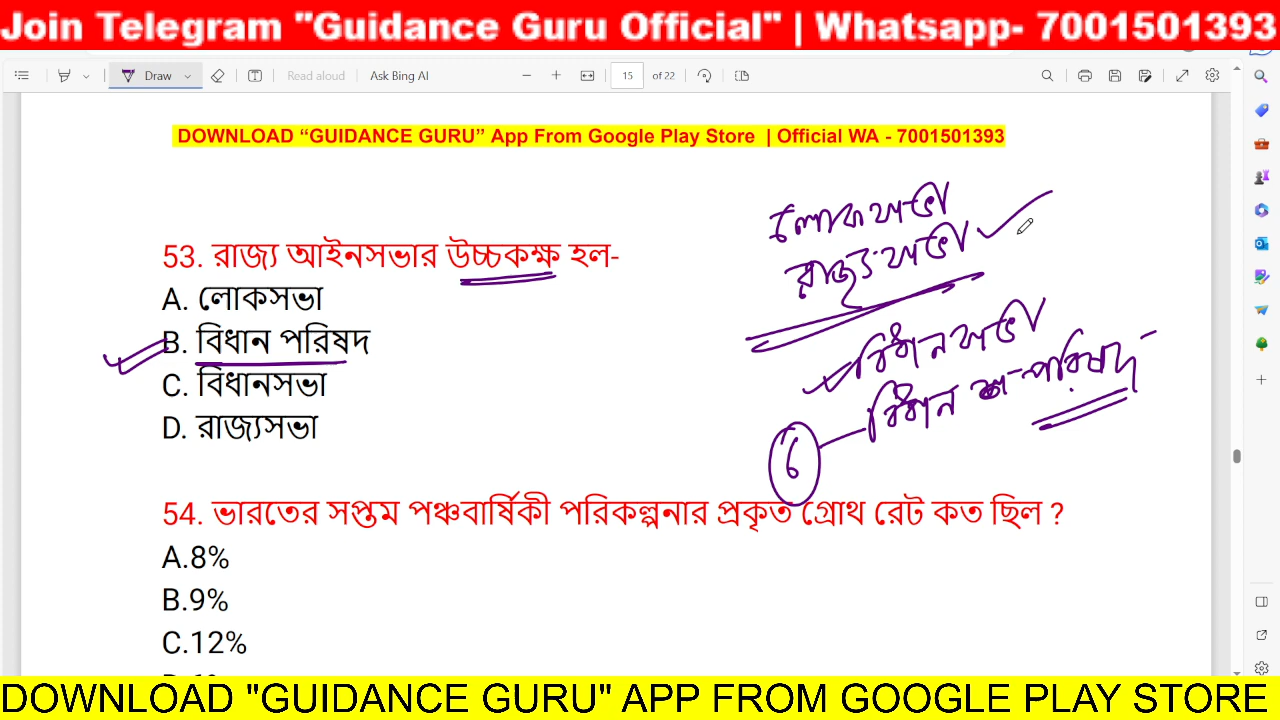 Join Telegram "Guidance Guru Official" | Whatsapp- 7001501393
Draw Read aloud Ask Bing AI 15 of 22
DOWNLOAD “GUIDANCE GURU” App From Google Play Store | Official WA - 7001501393
লোকসভা
রাজ্যসভা
53. রাজ্য আইনসভার উচ্চকক্ষ হল-
A. লোকসভা
B. বিধান পরিষদ
C. বিধানসভা
D. রাজ্যসভা
বিধানসভা
বিধান পরিষদ
৬
54. ভারতের সপ্তম পঞ্চবার্ষিকী পরিকল্পনার প্রকৃত গ্রোথ রেট কত ছিল ?
A.8%
B.9%
C.12%
DOWNLOAD "GUIDANCE GURU" APP FROM GOOGLE PLAY STORE